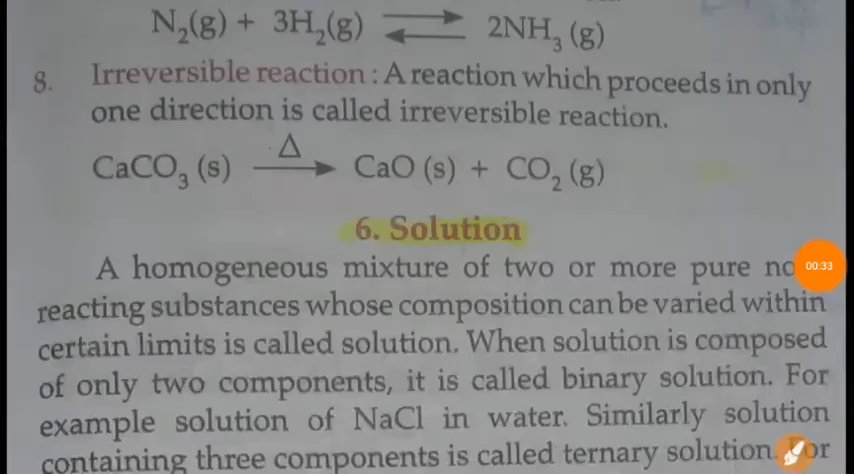 N₂(g) + 3H₂(g) ⇌ 2NH₃ (g)
8. Irreversible reaction : A reaction which proceeds in only
one direction is called irreversible reaction.
CaCO₃ (s) —Δ→ CaO (s) + CO₂ (g)
6. Solution
A homogeneous mixture of two or more pure
00:33
reacting substances whose composition can be varied within
certain limits is called solution. When solution is composed
of only two components, it is called binary solution. For
example solution of NaCl in water. Similarly solution
containing three components is called ternary solution.